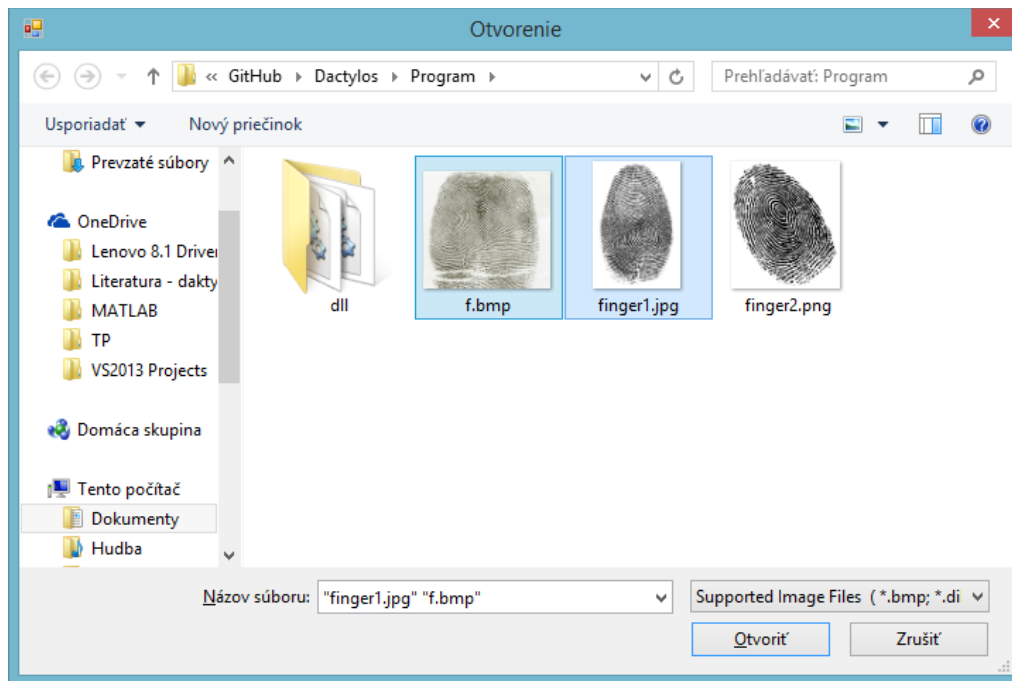 Otvorenie
« GitHub Dactylos Program
Prehľadávať: Program
Usporiadať Nový priečinok
Prevzaté súbory
OneDrive
Lenovo 8.1 Driver
Literatura - dakty
MATLAB
TP
VS2013 Projects
Domáca skupina
Tento počítač
Dokumenty
Hudba
dll
f.bmp
finger1.jpg
finger2.png
Názov súboru: "finger1.jpg" "f.bmp"
Supported Image Files ( *.bmp; *.di
Otvoriť Zrušiť